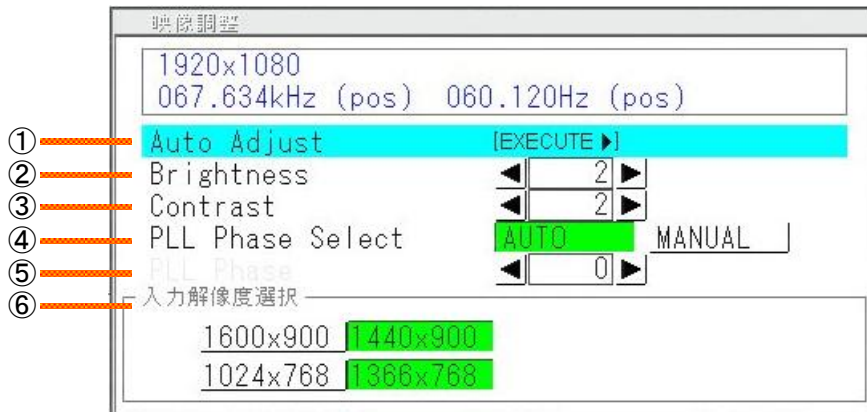 映像調整
1920x1080
067.634kHz (pos) 060.120Hz (pos)
① Auto Adjust [EXECUTE ▶]
② Brightness ◀ 2 ▶
③ Contrast ◀ 2 ▶
④ PLL Phase Select AUTO MANUAL
⑤ PLL Phase ◀ 0 ▶
⑥ 入力解像度選択
1600x900 1440x900
1024x768 1366x768